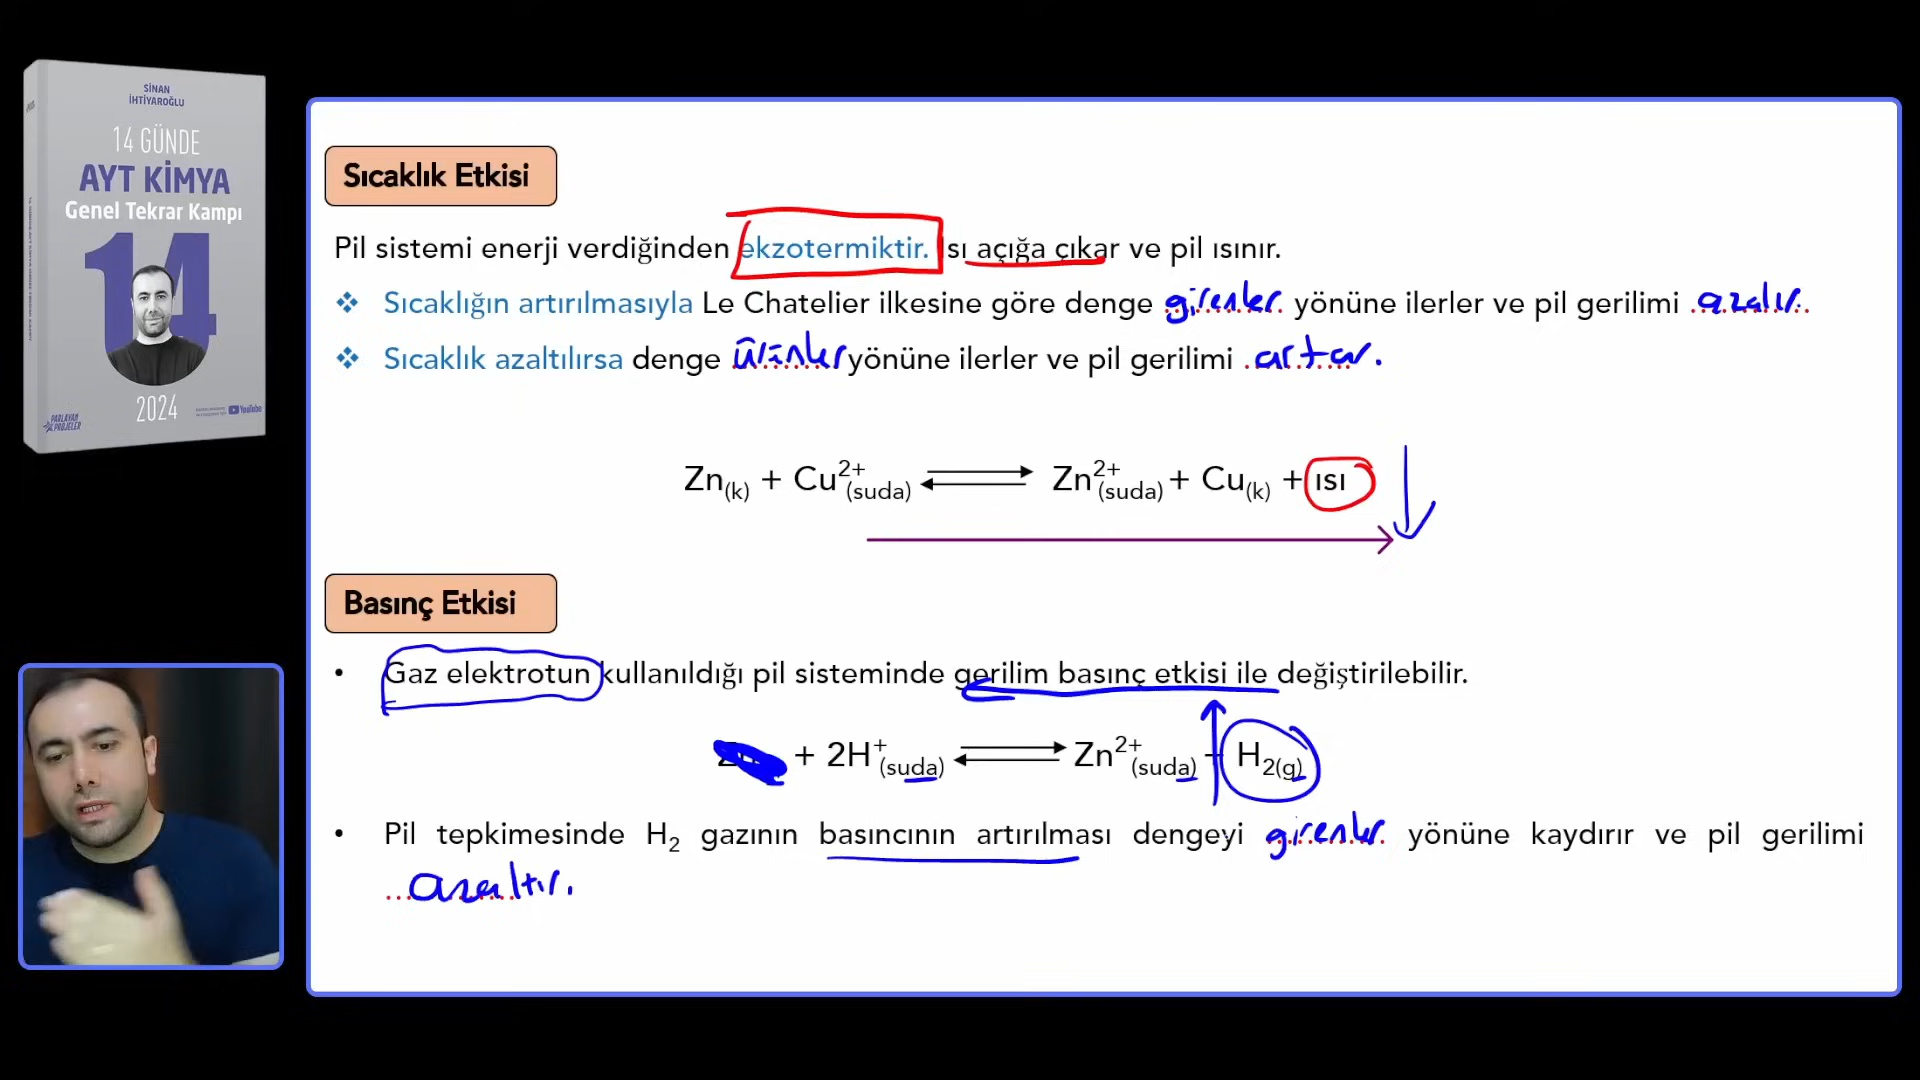 SİNAN
İHTİYAROĞLU
14 GÜNDE
AYT KİMYA
Genel Tekrar Kampı
14
2024
PARLAYAN
PROJELER
YouTube
Sıcaklık Etkisi
Pil sistemi enerji verdiğinden ekzotermiktir. Isı açığa çıkar ve pil ısınır.
❖ Sıcaklığın artırılmasıyla Le Chatelier ilkesine göre denge girenler yönüne ilerler ve pil gerilimi azalır.
❖ Sıcaklık azaltılırsa denge ürünler yönüne ilerler ve pil gerilimi artar.
Zn(k) + Cu2+(suda) ⇌ Zn2+(suda) + Cu(k) + ısı
Basınç Etkisi
• Gaz elektrotun kullanıldığı pil sisteminde gerilim basınç etkisi ile değiştirilebilir.
+ 2H+(suda) ⇌ Zn2+(suda) + H2(g)
• Pil tepkimesinde H2 gazının basıncının artırılması dengeyi girenler yönüne kaydırır ve pil gerilimi
azaltır.